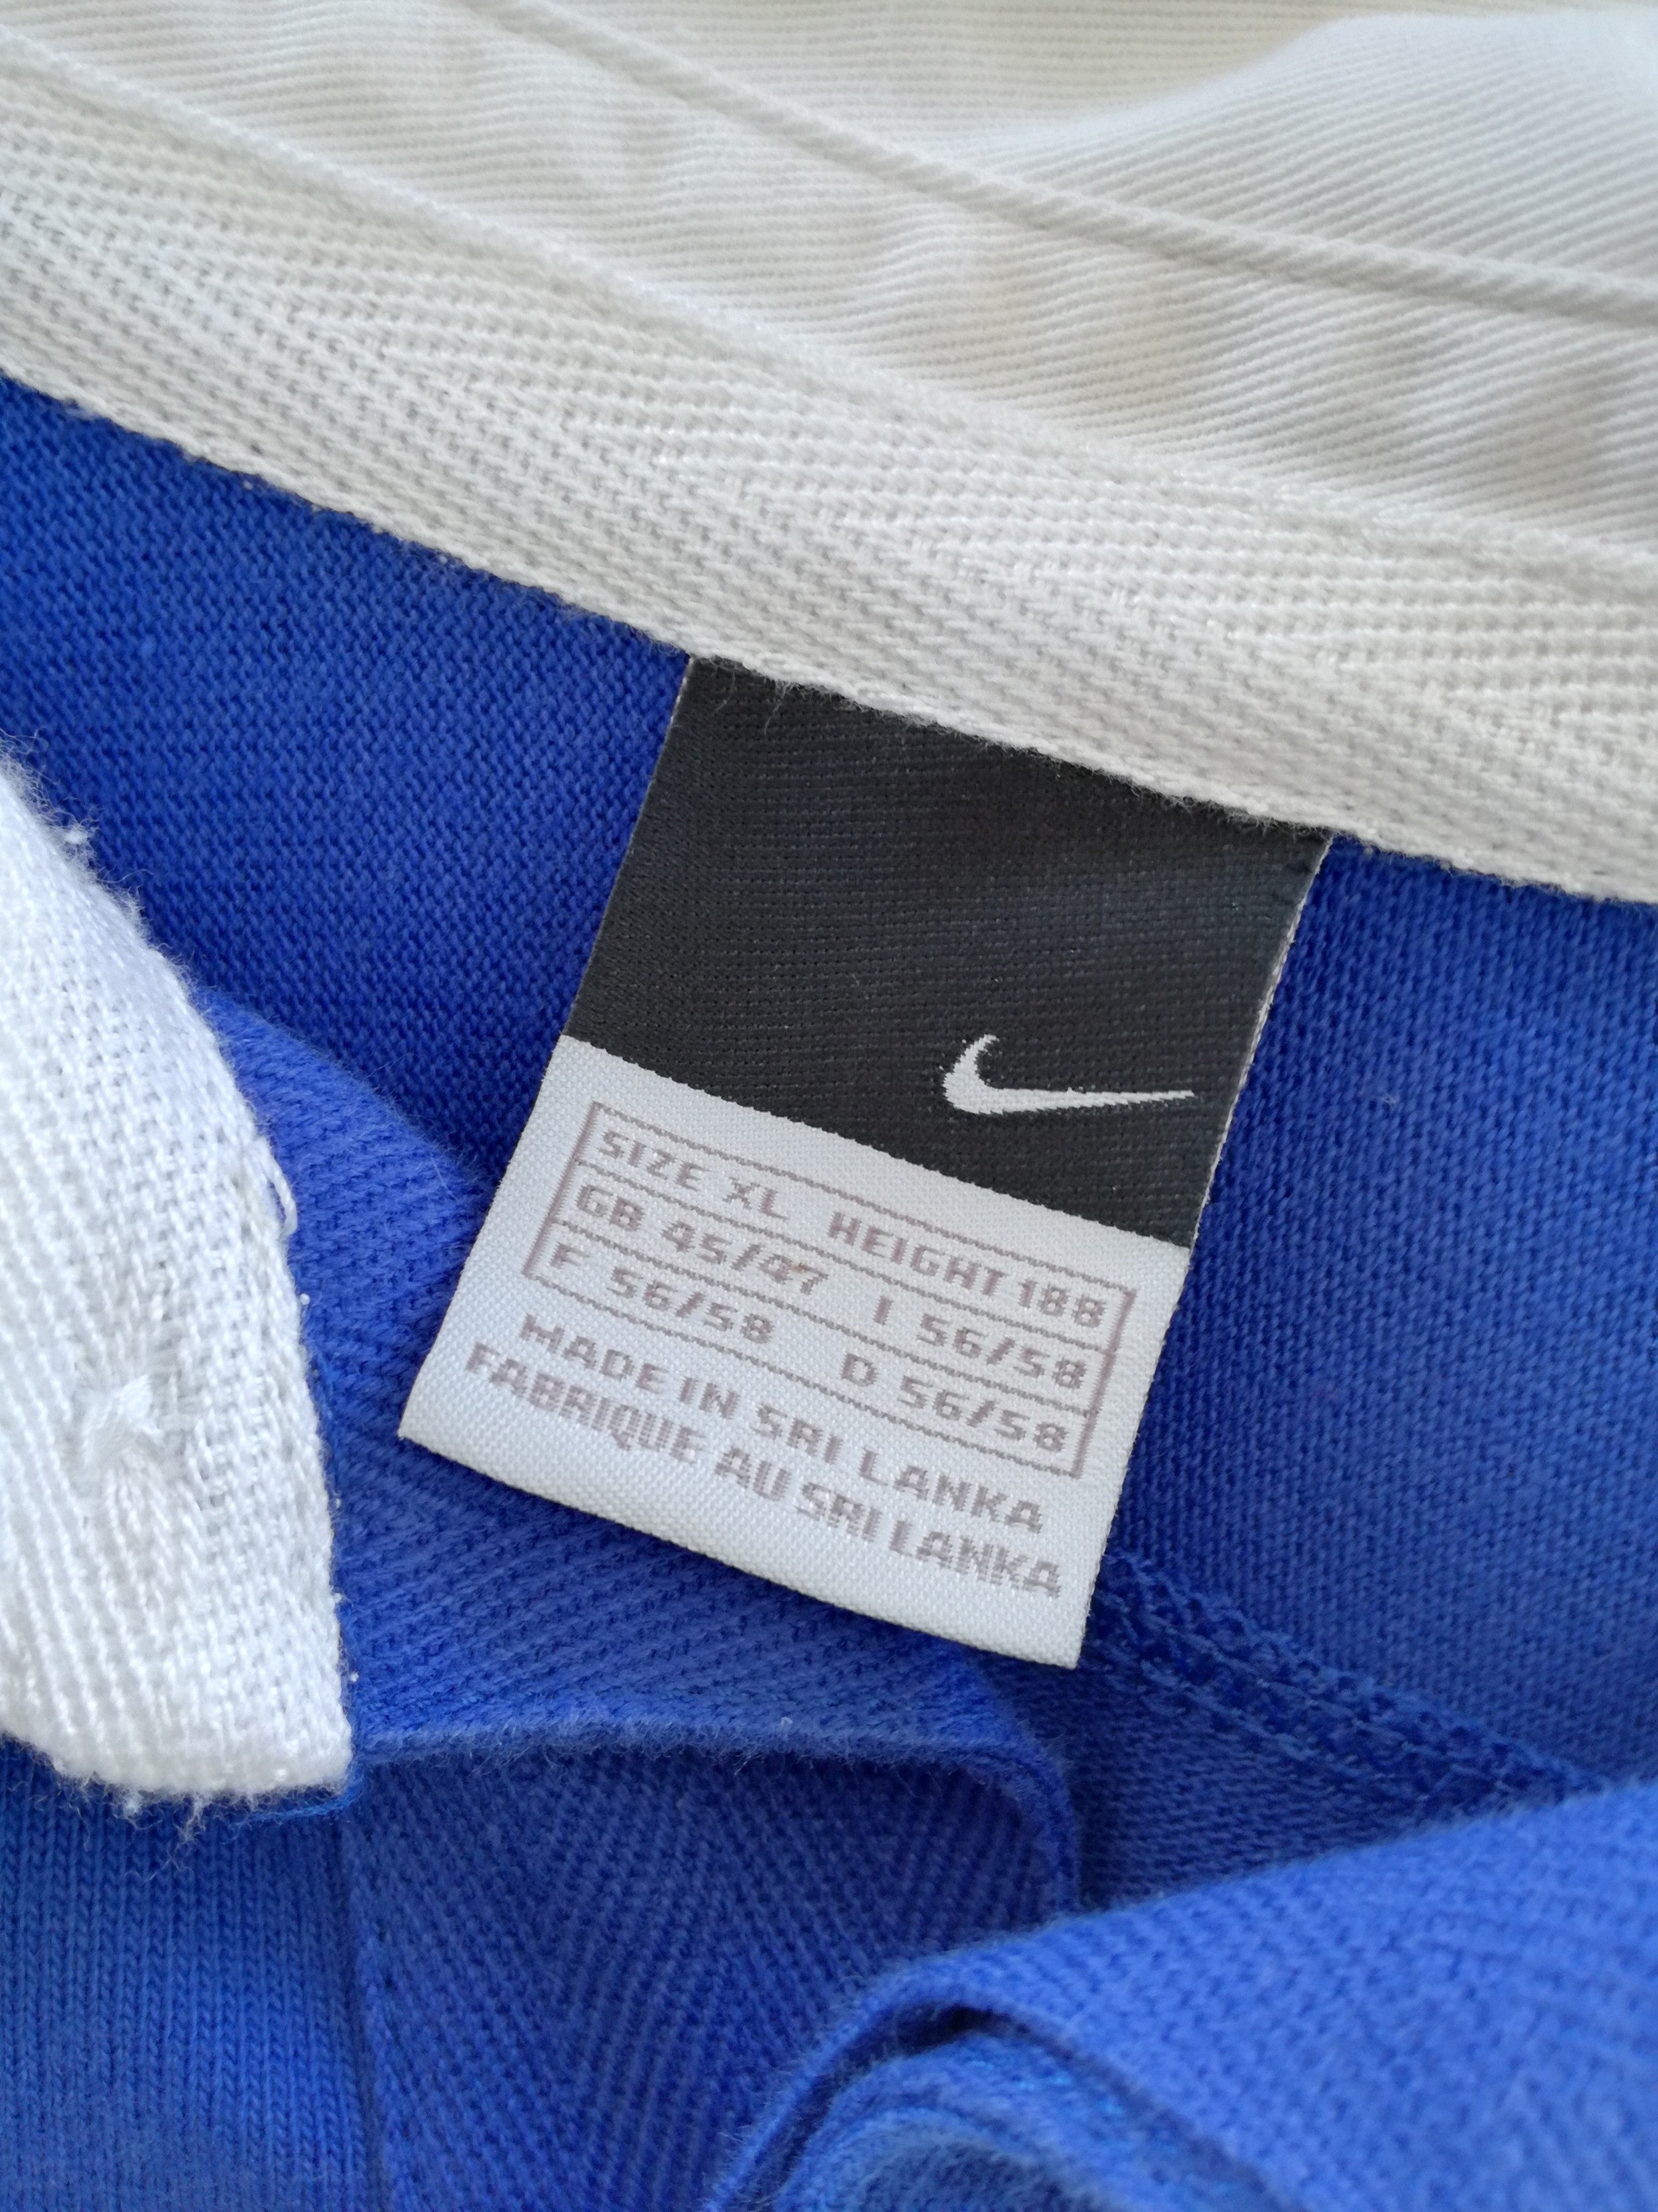 SIZE XL HEIGHT 188
GB 45/47 I 56/58
F 56/58 D 56/58
MADE IN SRI LANKA
FABRIQUE AU SRI LANKA